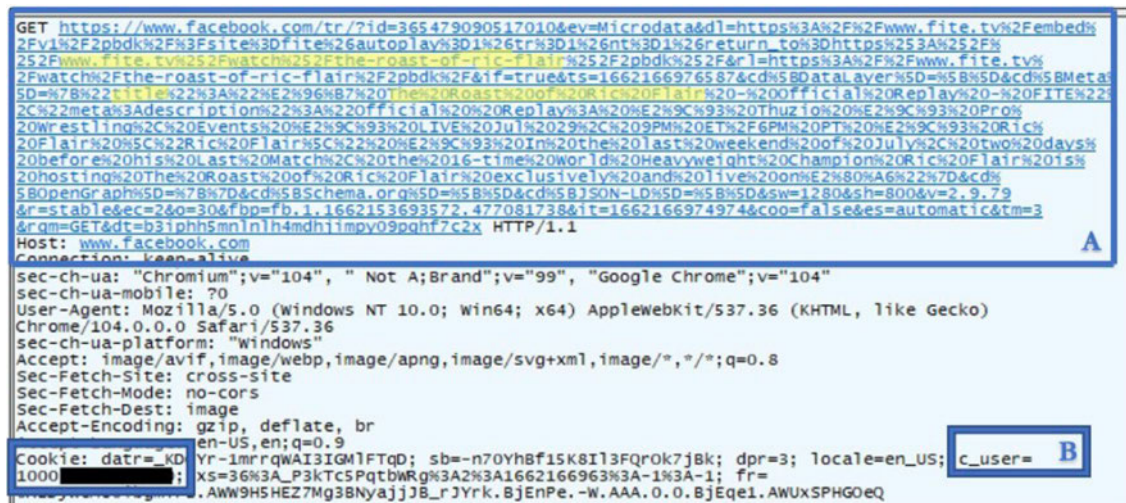 GET https://www.facebook.com/tr/?id=365479090517010&ev=Microdata&dl=https%3A%2F%2Fwww.fite.tv%2Fembed%
2Fv1%2F2pbdk%2F%3Fsite%3Dfite%26autoplay%3D1%26tr%3D1%26nt%3D1%26return_to%3Dhttps%253A%252F%
252Fwww.fite.tv%252Fwatch%252Fthe-roast-of-ric-flair%252F2pbdk%252F&rl=https%3A%2F%2Fwww.fite.tv%
2Fwatch%2Fthe-roast-of-ric-flair%2F2pbdk%2F&if=true&ts=1662166976587&cd%5BDataLayer%5D=%5B%5D&cd%5BMeta%
5D=%7B%22title%22%3A%22%E2%96%B7%20The%20Roast%20of%20Ric%20Flair%20-%20Official%20Replay%20-%20FITE%22%
2C%22meta%3Adescription%22%3A%22Official%20%20Replay%3A%20%E2%9C%93%20Thuzio%20%E2%9C%93%20Pro%
20Wrestling%2C%20Events%20%E2%9C%93%20LIVE%20Jul%2029%2C%209PM%20ET%2F6PM%20PT%20%E2%9C%93%20Ric%
20Flair%20%5C%22Ric%20Flair%5C%22%20%E2%9C%93%20In%20the%20last%20weekend%20of%20July%2C%20two%20days%
20before%20his%20Last%20Match%2C%20the%2016-time%20World%20Heavyweight%20Champion%20Ric%20Flair%20is%
20hosting%20The%20Roast%20of%20Ric%20Flair%20exclusively%20and%20live%20on%E2%80%A6%22%7D&cd%
5BOpenGraph%5D=%7B%7D&cd%5BSchema.org%5D=%5B%5D&cd%5BJSON-LD%5D=%5B%5D&sw=1280&sh=800&v=2.9.79
&r=stable&ec=2&o=30&fbp=fb.1.1662153693572.477081738&it=1662166974974&coo=false&es=automatic&tm=3
&rqm=GET&dt=b3iphh5mnlnlh4mdhjimpy09pghf7c2x HTTP/1.1
Host: www.facebook.com A
Connection: keep-alive
sec-ch-ua: "Chromium";v="104", " Not A;Brand";v="99", "Google Chrome";v="104"
sec-ch-ua-mobile: ?0
User-Agent: Mozilla/5.0 (Windows NT 10.0; Win64; x64) AppleWebKit/537.36 (KHTML, like Gecko)
Chrome/104.0.0.0 Safari/537.36
sec-ch-ua-platform: "Windows"
Accept: image/avif,image/webp,image/apng,image/svg+xml,image/*,*/*;q=0.8
Sec-Fetch-Site: cross-site
Sec-Fetch-Mode: no-cors
Sec-Fetch-Dest: image
Accept-Encoding: gzip, deflate, br
en-US,en;q=0.9
Cookie: datr=_KD Yr-1mrrqWAI3IGMlFTqD; sb=-n70YhBf15K8Il3FQrOk7jBk; dpr=3; locale=en_US; c_user= B
1000 xs=36%3A_P3kTc5PqtbWRg%3A2%3A1662166963%3A-1%3A-1; fr=
.AWW9H5HEZ7Mg3BNyajjJB_rJYrk.BjEnPe.-W.AAA.0.0.BjEqe1.AWUxSPHGOeQ